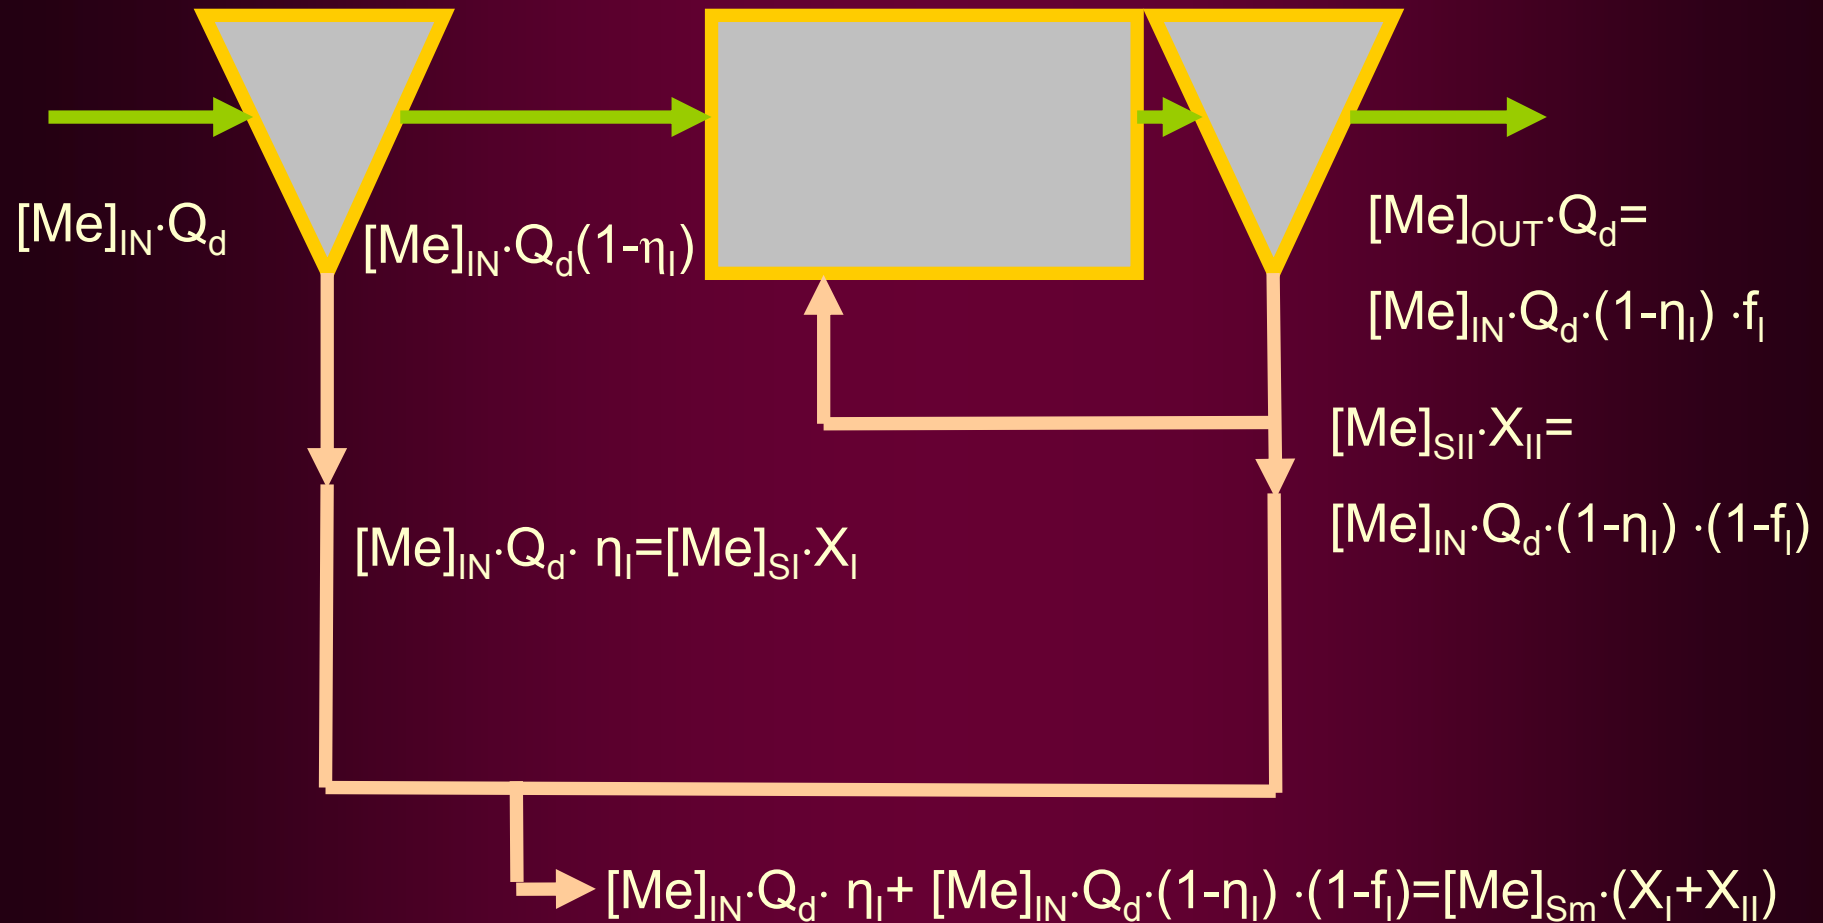 [Me]IN·Qd
[Me]IN·Qd(1-ηI)
[Me]OUT·Qd=
[Me]IN·Qd·(1-ηI) ·fI
[Me]SII·XII=
[Me]IN·Qd·(1-ηI) ·(1-fI)
[Me]IN·Qd· ηI=[Me]SI·XI
[Me]IN·Qd· ηI+ [Me]IN·Qd·(1-ηI) ·(1-fI)=[Me]Sm·(XI+XII)